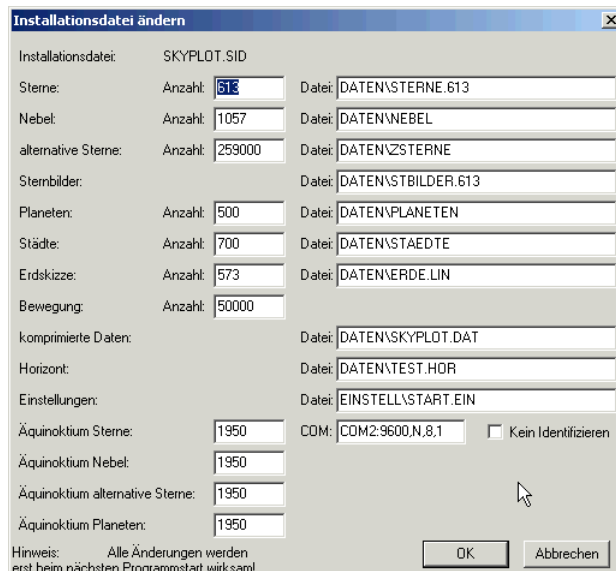 Installationsdatei ändern
Installationsdatei: SKYPLOT.SID
Sterne: Anzahl: 613 Datei: DATEN\STERNE.613
Nebel: Anzahl: 1057 Datei: DATEN\NEBEL
alternative Sterne: Anzahl: 259000 Datei: DATEN\ZSTERNE
Sternbilder: Datei: DATEN\STBILDER.613
Planeten: Anzahl: 500 Datei: DATEN\PLANETEN
Städte: Anzahl: 700 Datei: DATEN\STAEDTE
Erdskizze: Anzahl: 573 Datei: DATEN\ERDE.LIN
Bewegung: Anzahl: 50000
komprimierte Daten: Datei: DATEN\SKYPLOT.DAT
Horizont: Datei: DATEN\TEST.HOR
Einstellungen: Datei: EINSTELL\START.EIN
Äquinoktium Sterne: 1950 COM: COM2:9600,N,8,1 Kein Identifizieren
Äquinoktium Nebel: 1950
Äquinoktium alternative Sterne: 1950
Äquinoktium Planeten: 1950
Hinweis: Alle Änderungen werden
erst beim nächsten Programmstart wirksam!
OK Abbrechen